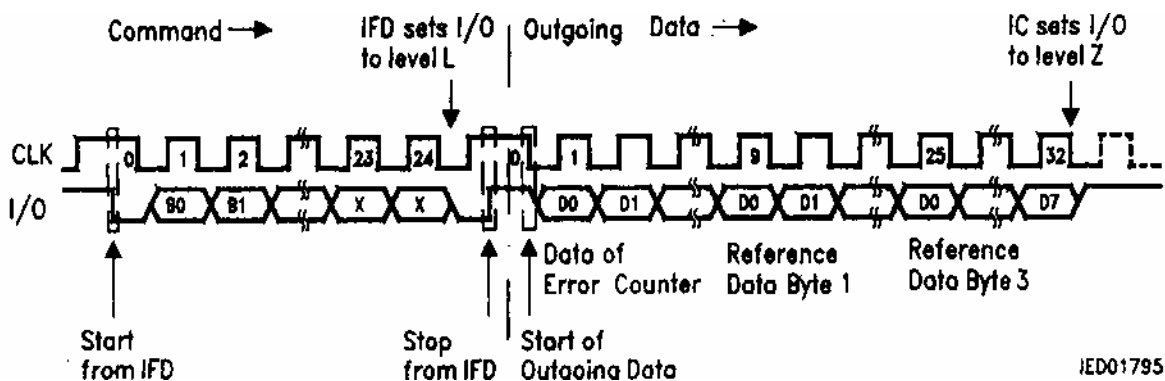 Command → IFD sets I/O Outgoing Data → IC sets I/O
to level L to level Z
CLK 0 1 2 23 24 0 1 9 25 32
I/O B0 B1 X X D0 D1 D0 D1 D0 D7
Data of Reference Reference
Error Counter Data Byte 1 Data Byte 3
Start Stop Start of
from IFD from IFD Outgoing Data IED01795